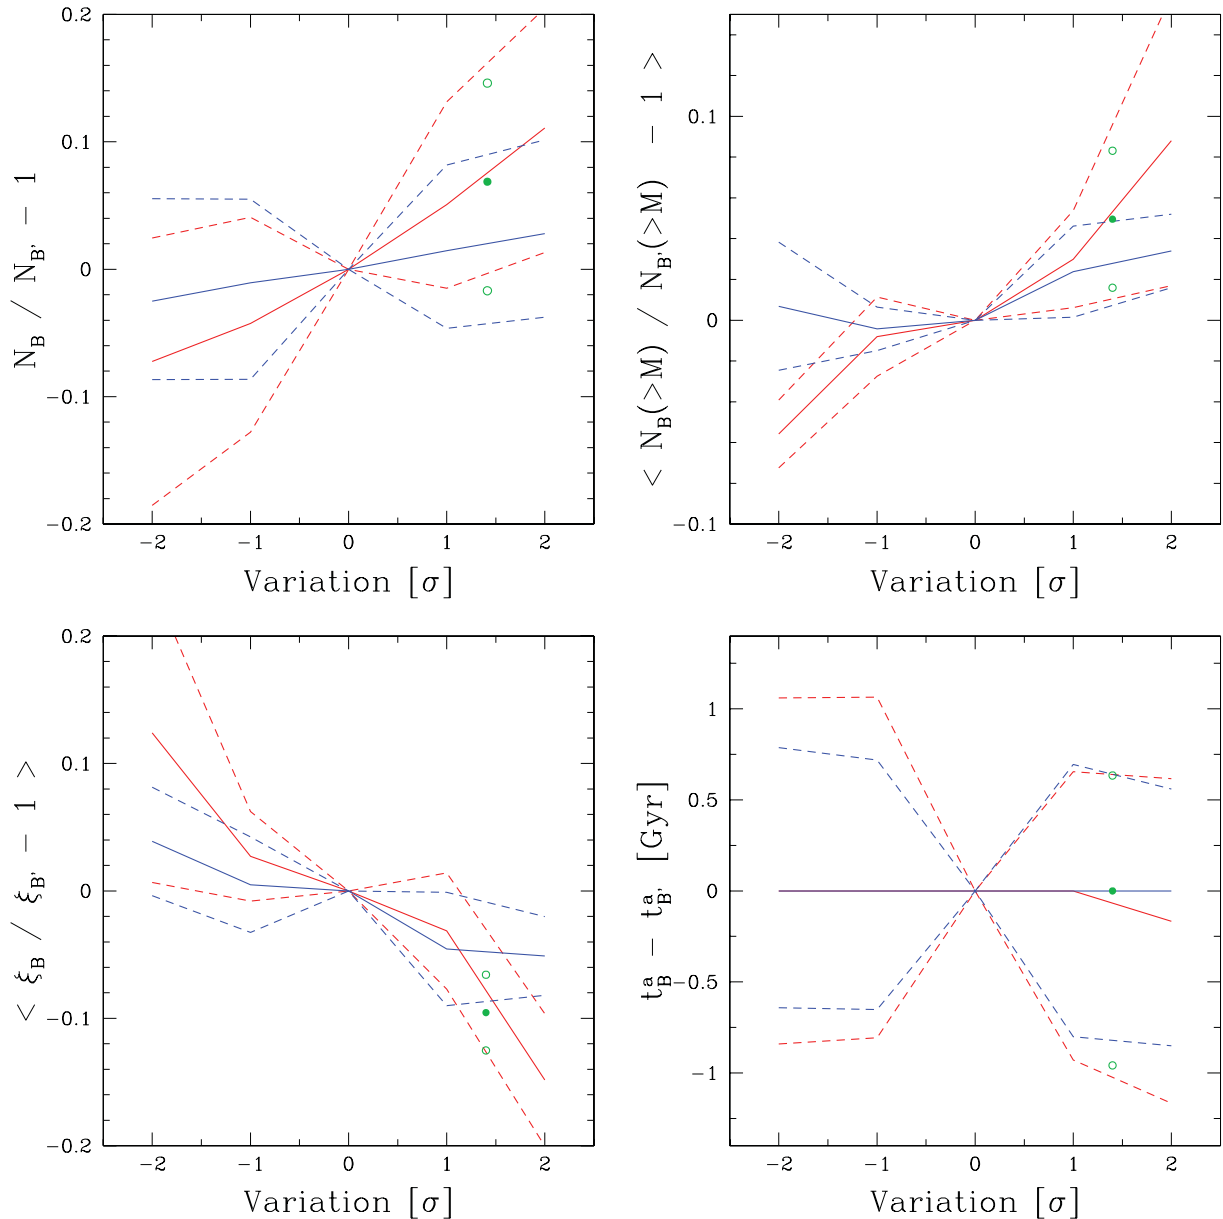 N_B / N_B' − 1
0.2
0.1
0
−0.1
−0.2
−2 −1 0 1 2
Variation [σ]
< N_B(>M) / N_B'(>M) − 1 >
0.1
0
−0.1
−2 −1 0 1 2
Variation [σ]
< ξ_B / ξ_B' − 1 >
0.2
0.1
0
−0.1
−0.2
−2 −1 0 1 2
Variation [σ]
t^a_B − t^a_B' [Gyr]
1
0.5
0
−0.5
−1
−2 −1 0 1 2
Variation [σ]